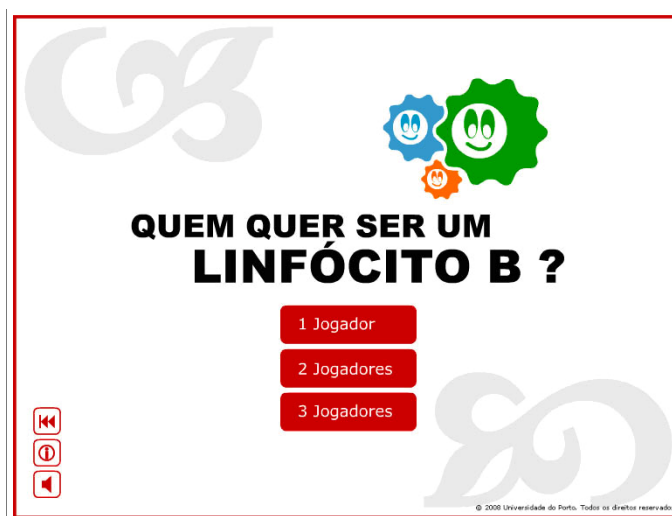 QUEM QUER SER UM
LINFÓCITO B ?
1 Jogador
2 Jogadores
3 Jogadores
© 2008 Universidade do Porto. Todos os direitos reservado